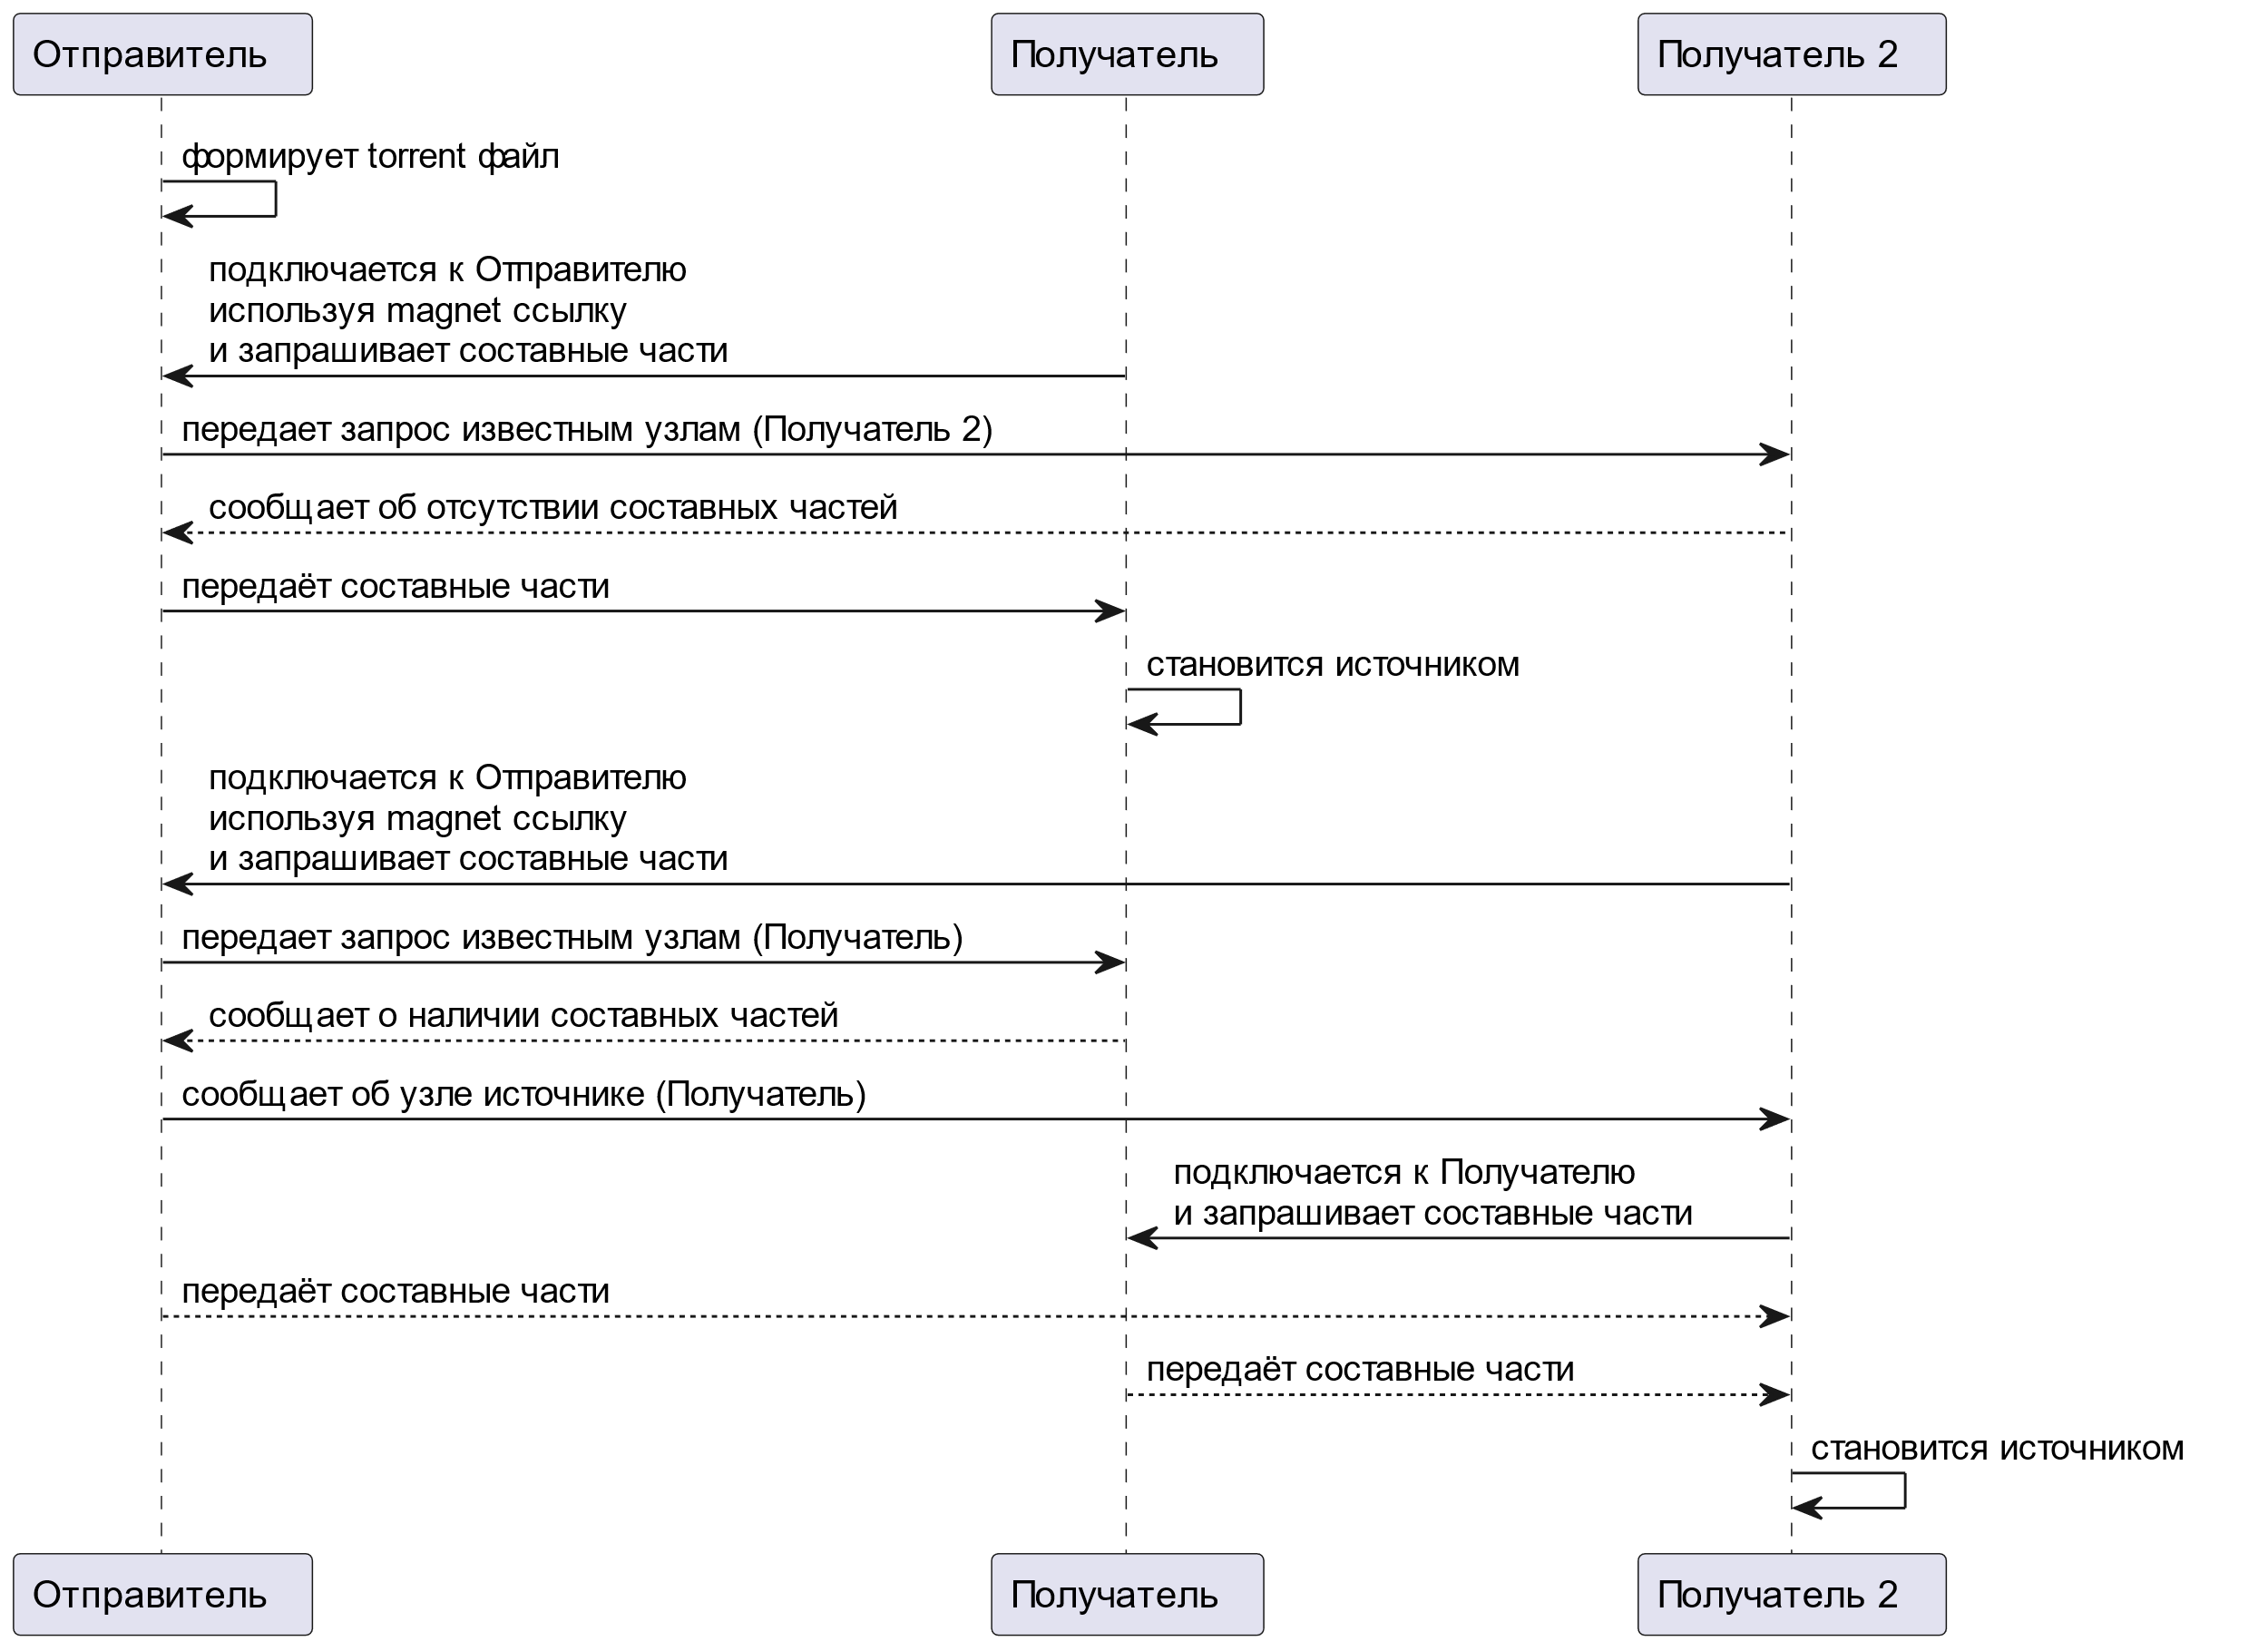 Отправитель
Получатель
Получатель 2
формирует torrent файл
подключается к Отправителю
используя magnet ссылку
и запрашивает составные части
передает запрос известным узлам (Получатель 2)
сообщает об отсутствии составных частей
передаёт составные части
становится источником
подключается к Отправителю
используя magnet ссылку
и запрашивает составные части
передает запрос известным узлам (Получатель)
сообщает о наличии составных частей
сообщает об узле источнике (Получатель)
подключается к Получателю
и запрашивает составные части
передаёт составные части
передаёт составные части
становится источником
Отправитель
Получатель
Получатель 2